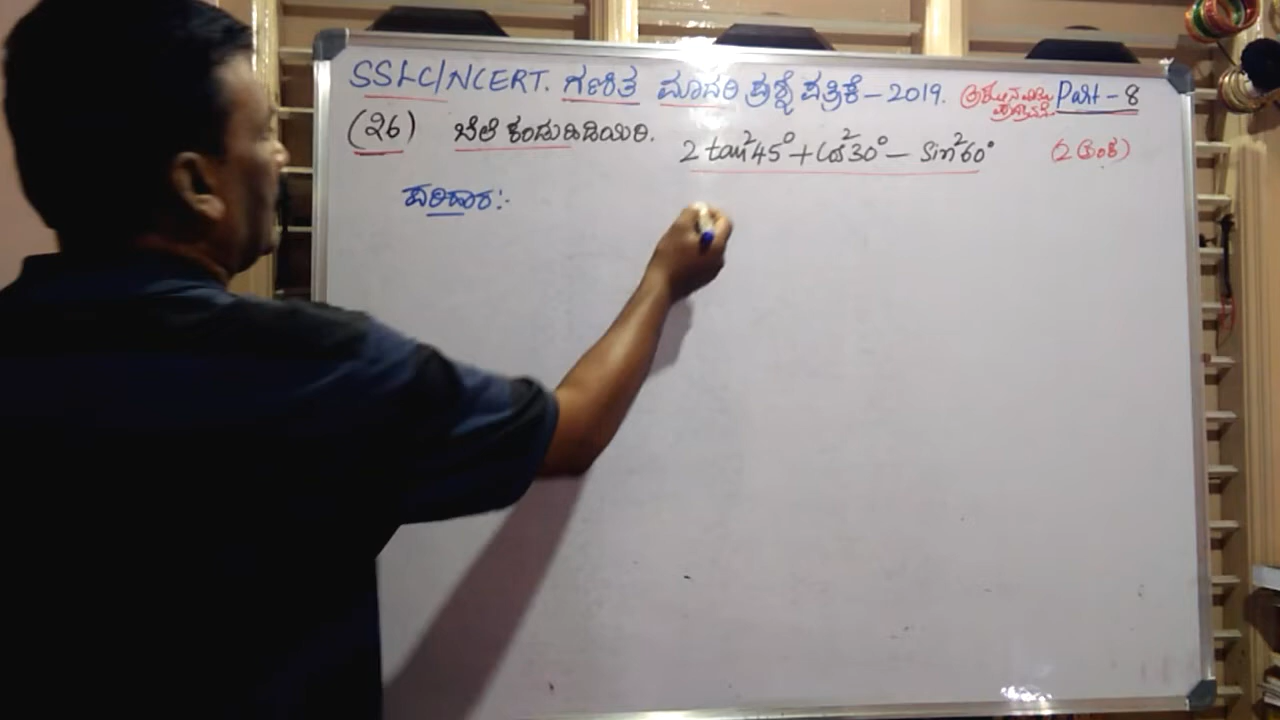 SSLC/NCERT. ಗಣಿತ ಮಾದರಿ ಪ್ರಶ್ನೆ ಪತ್ರಿಕೆ – 2019. Part – 8
(26) ಬೆಲೆ ಕಂಡುಹಿಡಿಯಿರಿ. 2 tan²45° + Cos²30° – Sin²60° (2 ಅಂಕ)
ಪರಿಹಾರ:-